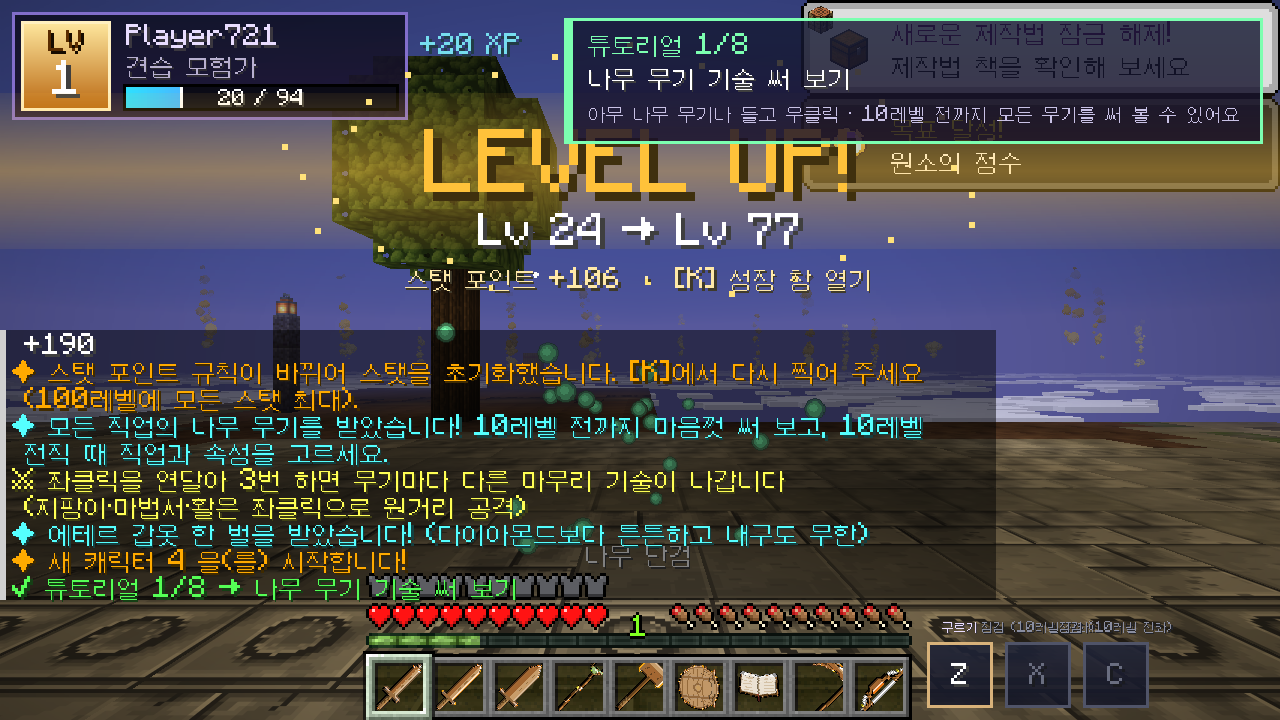 LV
1
Player721
견습 모험가
20 / 94
+20 XP
튜토리얼 1/8
나무 무기 기술 써 보기
아무 나무 무기나 들고 우클릭 · 10레벨 전까지 모든 무기를 써 볼 수 있어요
새로운 제작법 잠금 해제!
제작법 책을 확인해 보세요
목표 달성!
원소의 정수
LEVEL UP!
Lv 24 → Lv 77
스탯 포인트 +106 · [K] 성장 창 열기
+190
✦ 스탯 포인트 규칙이 바뀌어 스탯을 초기화했습니다. [K]에서 다시 찍어 주세요
(100레벨에 모든 스탯 최대).
✦ 모든 직업의 나무 무기를 받았습니다! 10레벨 전까지 마음껏 써 보고, 10레벨
전직 때 직업과 속성을 고르세요.
※ 좌클릭을 연달아 3번 하면 무기마다 다른 마무리 기술이 나갑니다
(지팡이·마법서·활은 좌클릭으로 원거리 공격)
✦ 에테르 갑옷 한 벌을 받았습니다! (다이아몬드보다 튼튼하고 내구도 무한)
나무 단검
✦ 새 캐릭터 4 을(를) 시작합니다!
✔ 튜토리얼 1/8 → 나무 무기 기술 써 보기
1
구르기
Z
X
C